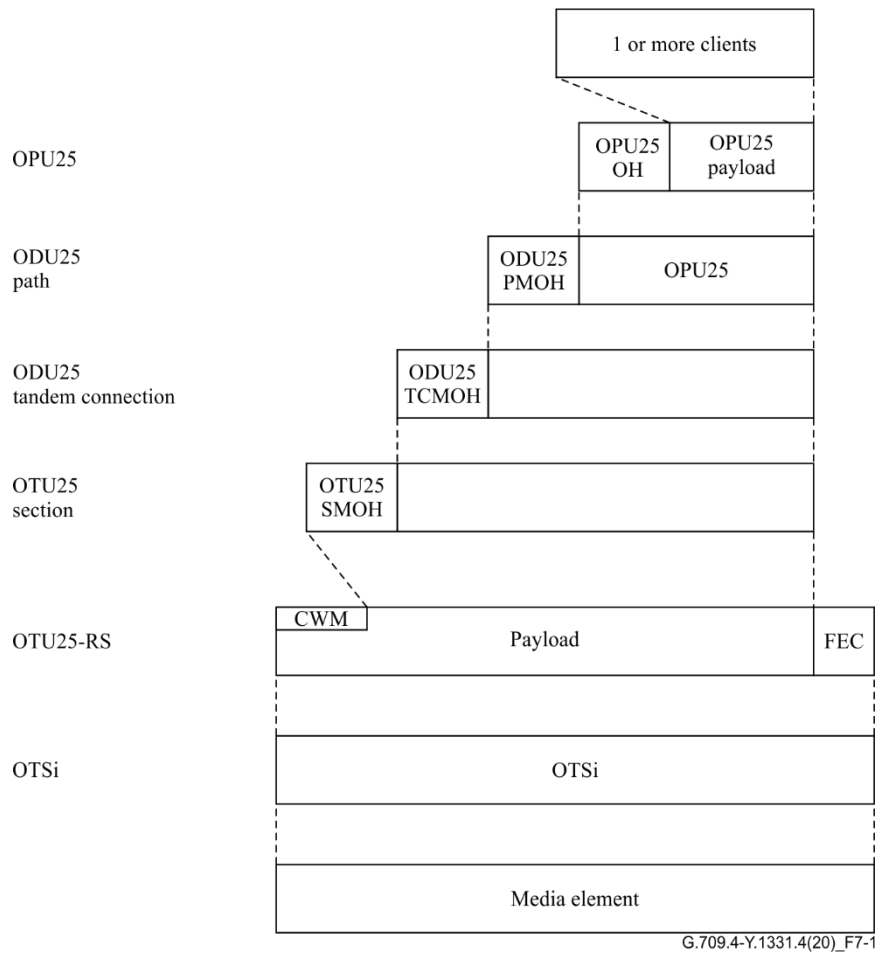 1 or more clients
OPU25
OPU25
OH
OPU25
payload
ODU25
path
ODU25
PMOH
OPU25
ODU25
tandem connection
ODU25
TCMOH
OTU25
section
OTU25
SMOH
OTU25-RS
CWM
Payload
FEC
OTSi
OTSi
Media element
G.709.4-Y.1331.4(20)_F7-1